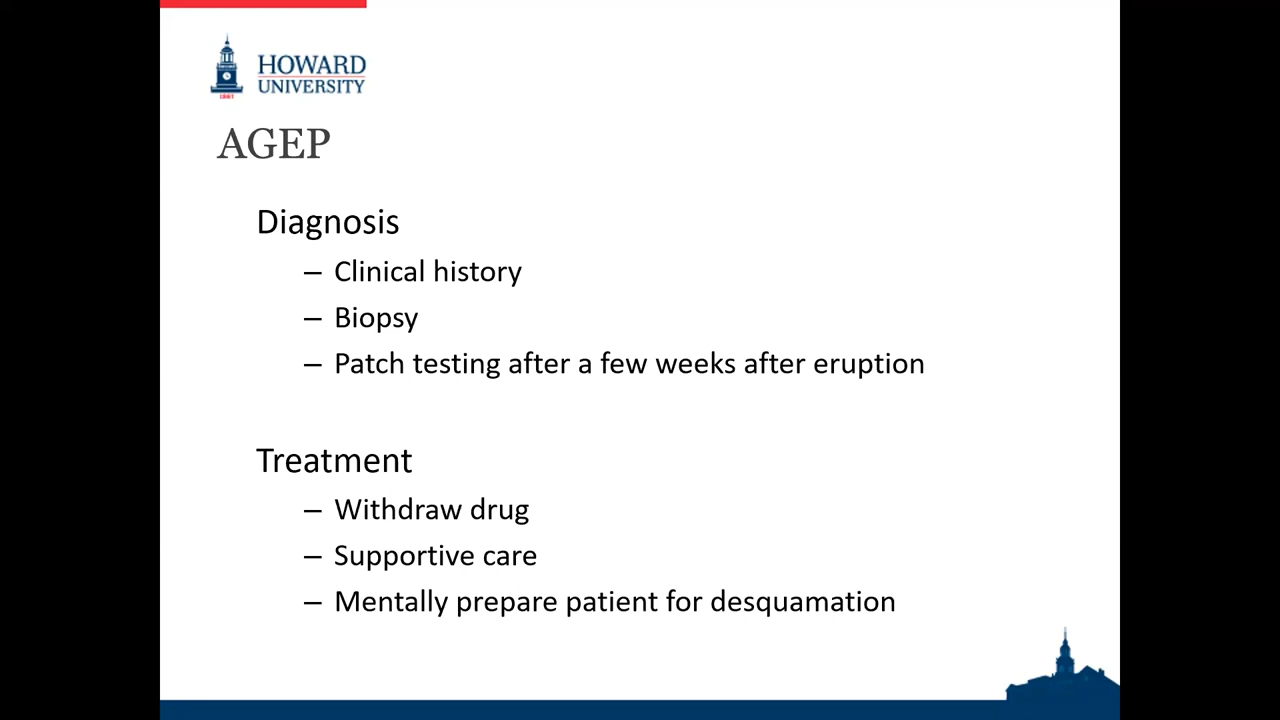 HOWARD
UNIVERSITY
1867
AGEP
Diagnosis
– Clinical history
– Biopsy
– Patch testing after a few weeks after eruption
Treatment
– Withdraw drug
– Supportive care
– Mentally prepare patient for desquamation